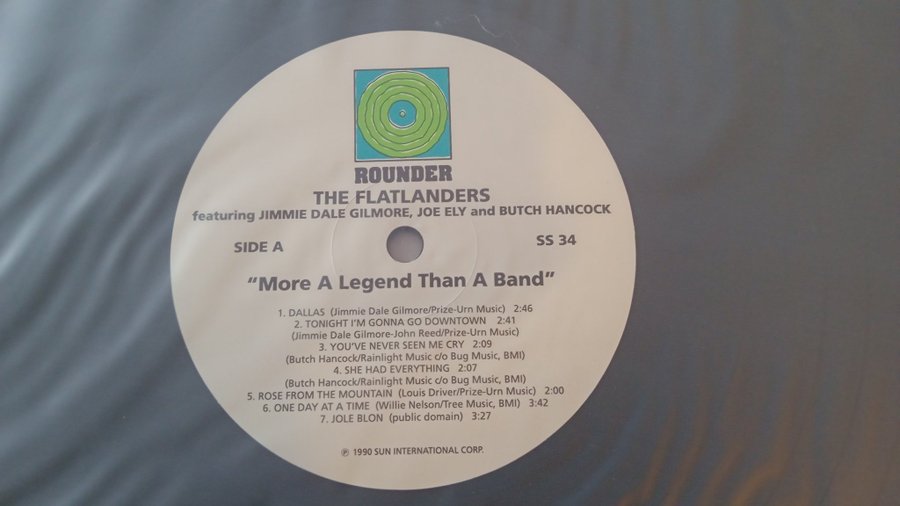 ROUNDER
THE FLATLANDERS
featuring JIMMIE DALE GILMORE, JOE ELY and BUTCH HANCOCK
SIDE A SS 34
"More A Legend Than A Band"
1. DALLAS (Jimmie Dale Gilmore/Prize-Urn Music) 2:46
2. TONIGHT I'M GONNA GO DOWNTOWN 2:41
(Jimmie Dale Gilmore-John Reed/Prize-Urn Music)
3. YOU'VE NEVER SEEN ME CRY 2:09
(Butch Hancock/Rainlight Music c/o Bug Music, BMI)
4. SHE HAD EVERYTHING 2:07
(Butch Hancock/Rainlight Music c/o Bug Music, BMI)
5. ROSE FROM THE MOUNTAIN (Louis Driver/Prize-Urn Music) 2:00
6. ONE DAY AT A TIME (Willie Nelson/Tree Music, BMI) 3:42
7. JOLE BLON (public domain) 3:27
℗ 1990 SUN INTERNATIONAL CORP.